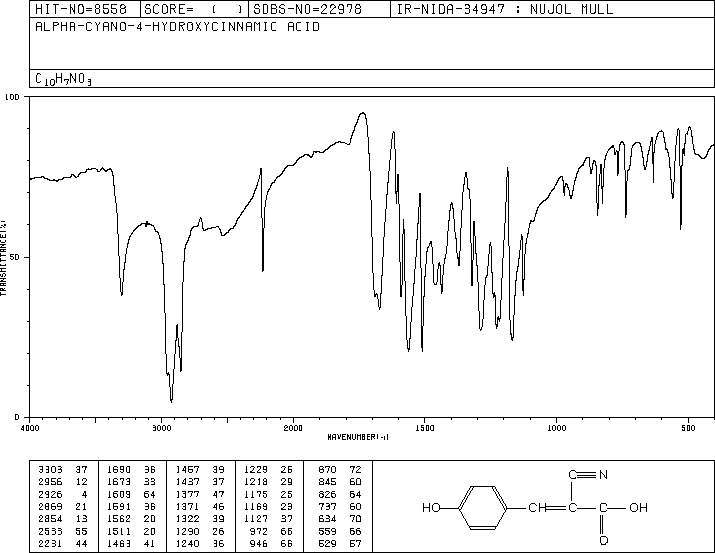 HIT-NO=8558 SCORE= ( ) SDBS-NO=22978 IR-NIDA-34947 : NUJOL MULL
ALPHA-CYANO-4-HYDROXYCINNAMIC ACID
C10H7NO3
100
50
0
TRANSMITTANCE(%)
4000 3000 2000 1500 1000 500
WAVENUMBER(-1)
3303 37 1690 36 1457 39 1229 26 870 72
2956 12 1673 33 1437 37 1218 29 845 60
2926 4 1609 64 1377 47 1175 25 826 64
2869 21 1591 36 1371 46 1169 23 737 60
2854 13 1562 20 1322 39 1127 37 634 70
2533 55 1511 20 1290 26 972 66 559 66
2231 44 1463 41 1240 36 946 66 529 57
C≡N
HO CH=C C OH
O